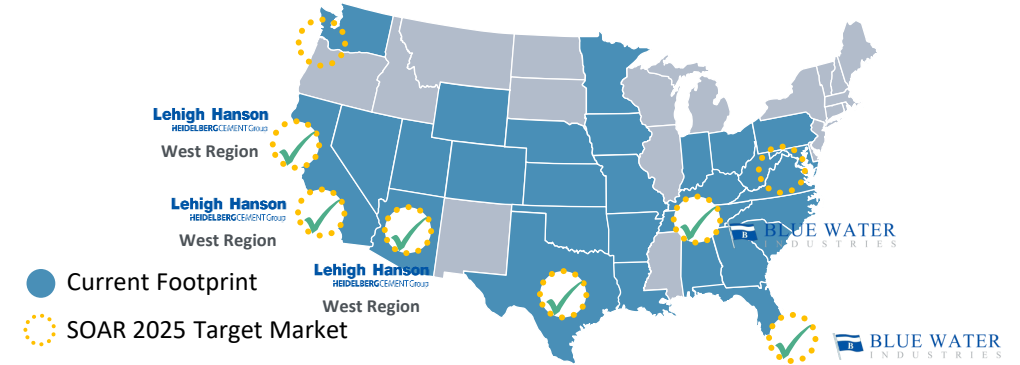 Lehigh Hanson
HEIDELBERGCEMENT Group
West Region
Lehigh Hanson
HEIDELBERGCEMENT Group
West Region
B BLUE WATER
INDUSTRIES
Lehigh Hanson
HEIDELBERGCEMENT Group
West Region
Current Footprint
SOAR 2025 Target Market
B BLUE WATER
INDUSTRIES